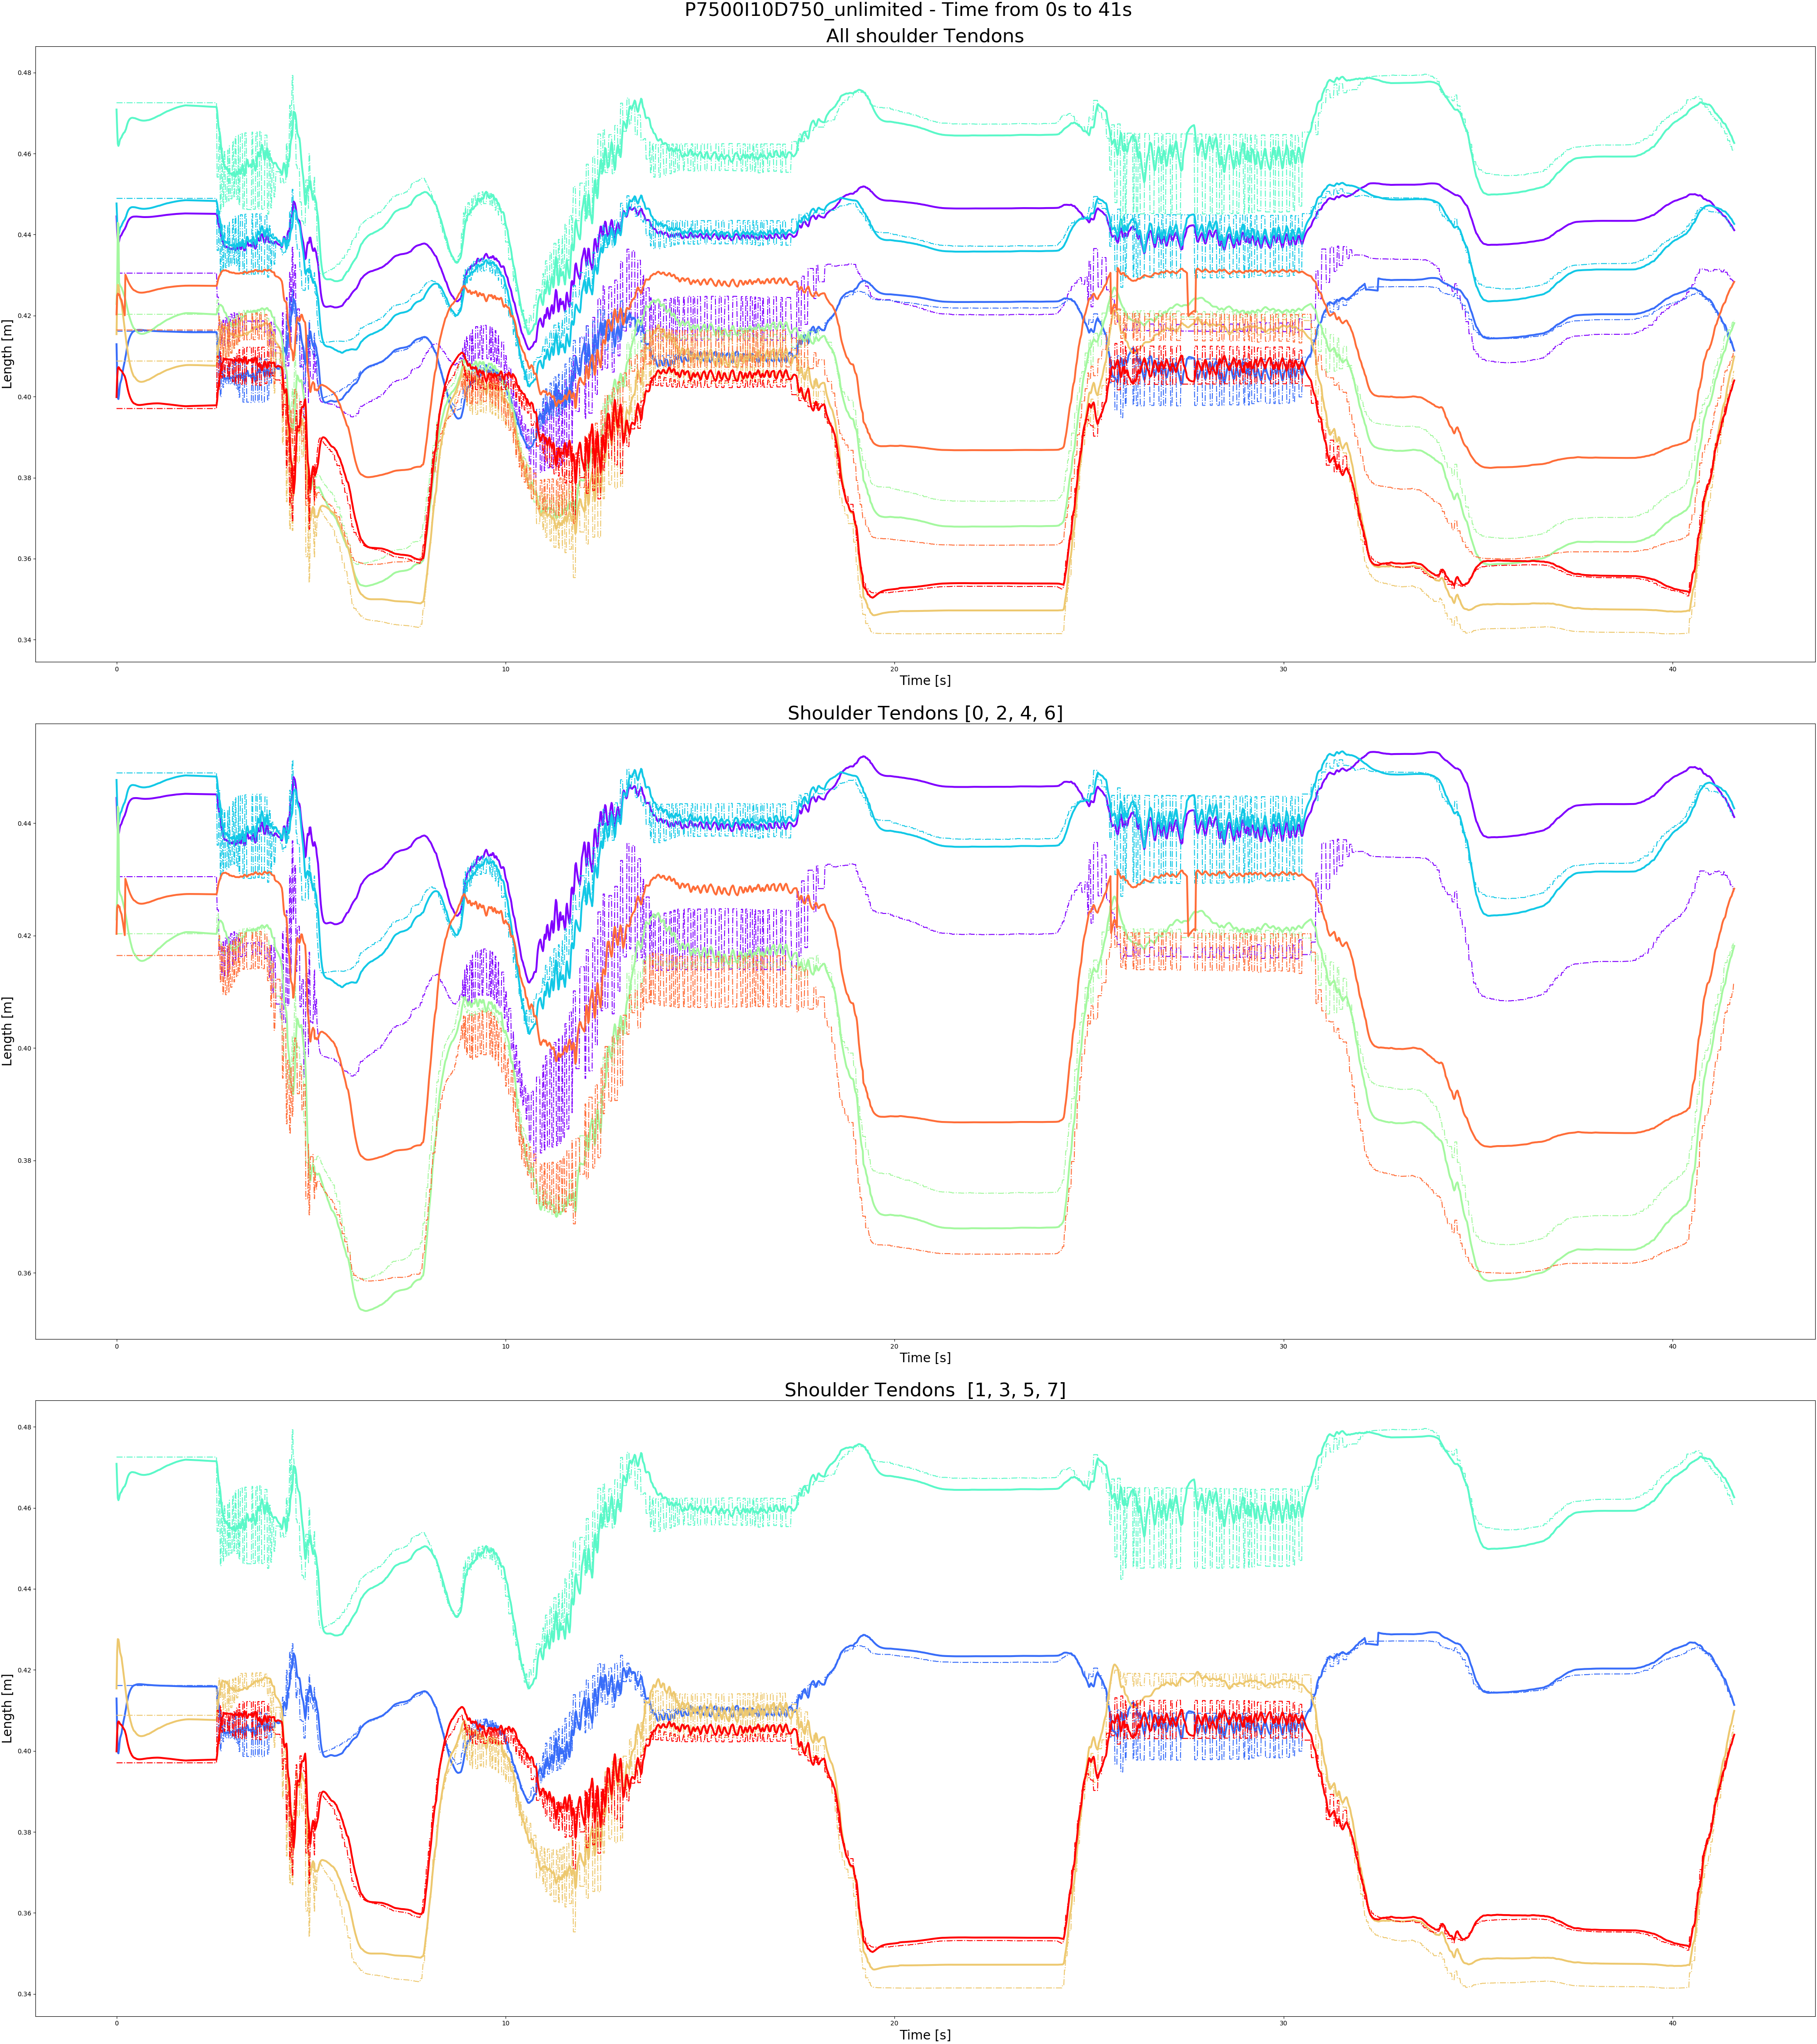 P7500I10D750_unlimited - Time from 0s to 41s
All shoulder Tendons
0.48
0.46
0.44
0.42
0.40
0.38
0.36
0.34
Length [m]
0 10 20 30 40
Time [s]
Shoulder Tendons [0, 2, 4, 6]
0.44
0.42
0.40
0.38
0.36
Length [m]
0 10 20 30 40
Time [s]
Shoulder Tendons [1, 3, 5, 7]
0.48
0.46
0.44
0.42
0.40
0.38
0.36
0.34
Length [m]
0 10 20 30 40
Time [s]